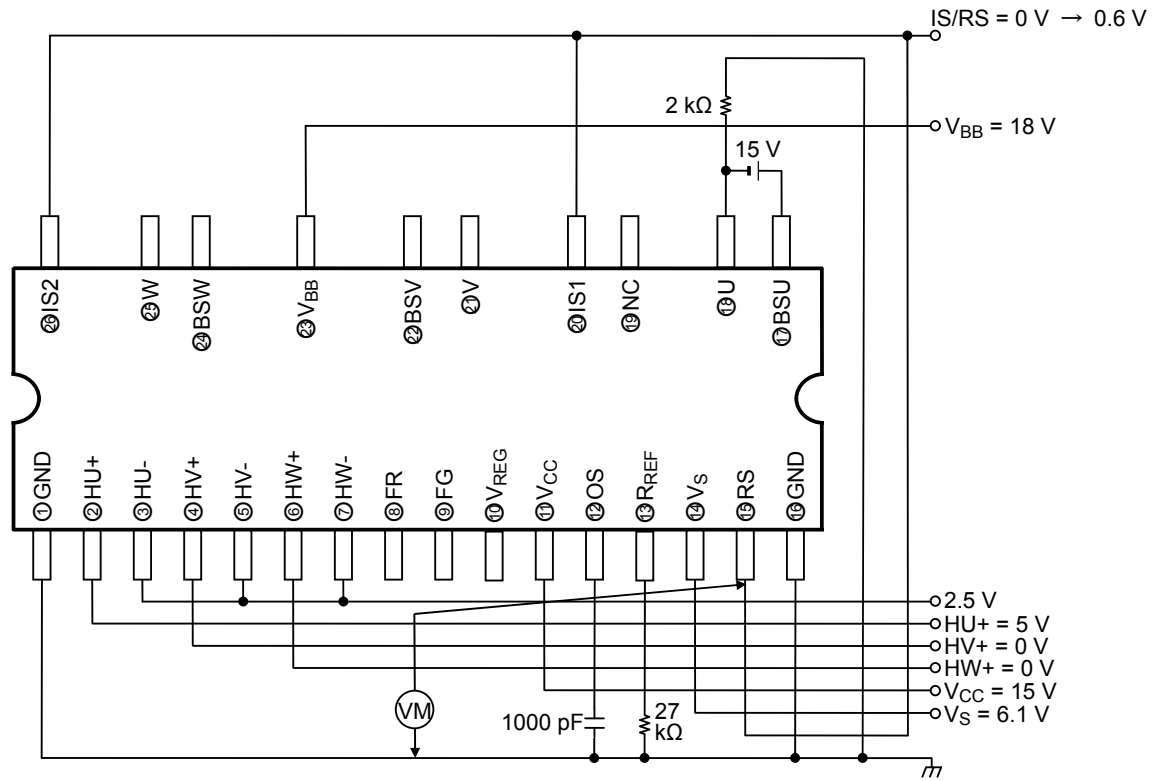 IS/RS = 0 V → 0.6 V
2 kΩ
V_BB = 18 V
15 V
㉖IS2
㉕W
㉔BSW
㉓V_BB
㉒BSV
㉑V
⑳IS1
⑲NC
⑱U
⑰BSU
①GND
②HU+
③HU-
④HV+
⑤HV-
⑥HW+
⑦HW-
⑧FR
⑨FG
⑩V_REG
⑪V_CC
⑫OS
⑬R_REF
⑭V_S
⑮RS
⑯GND
2.5 V
HU+ = 5 V
HV+ = 0 V
HW+ = 0 V
V_CC = 15 V
V_S = 6.1 V
VM
1000 pF
27
kΩ